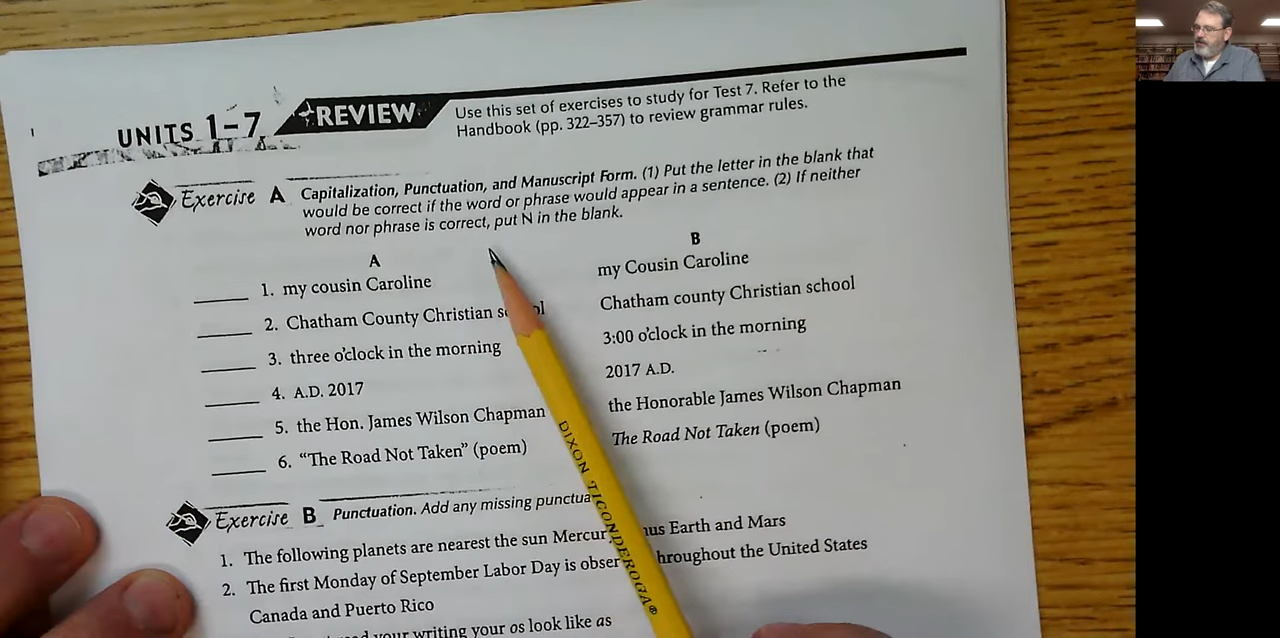 UNITS 1–7 REVIEW Use this set of exercises to study for Test 7. Refer to the
Handbook (pp. 322–357) to review grammar rules.
Exercise A Capitalization, Punctuation, and Manuscript Form. (1) Put the letter in the blank that
would be correct if the word or phrase would appear in a sentence. (2) If neither
word nor phrase is correct, put N in the blank.
A B
1. my cousin Caroline my Cousin Caroline
2. Chatham County Christian Chatham county Christian school
3. three o'clock in the morning 3:00 o'clock in the morning
4. A.D. 2017 2017 A.D.
5. the Hon. James Wilson Chapman the Honorable James Wilson Chapman
6. "The Road Not Taken" (poem) The Road Not Taken (poem)
Exercise B Punctuation. Add any missing
1. The following planets are nearest the sun Earth and Mars
2. The first Monday of September Labor Day is throughout the United States
Canada and Puerto Rico
your writing your os look like as
DIXON TICONDEROGA®